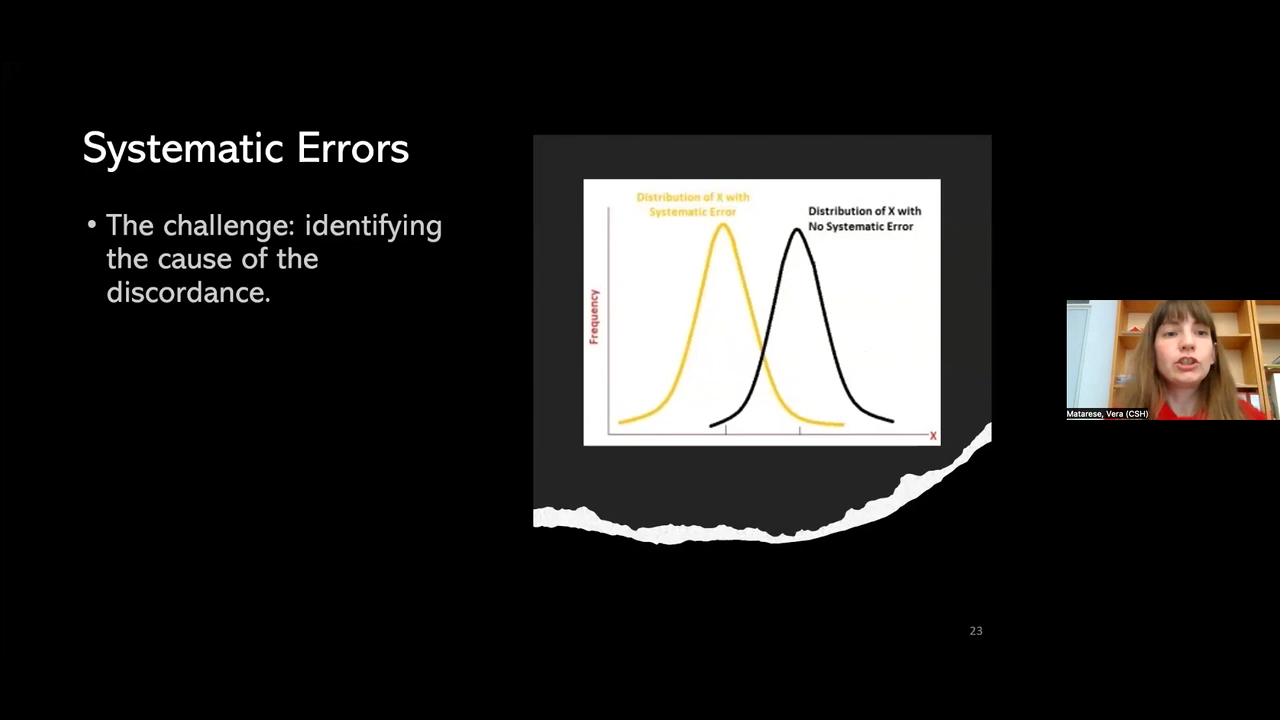 Systematic Errors
• The challenge: identifying
the cause of the
discordance.
Distribution of X with
Systematic Error
Distribution of X with
No Systematic Error
Frequency
X
Matarese, Vera (CSH)
23